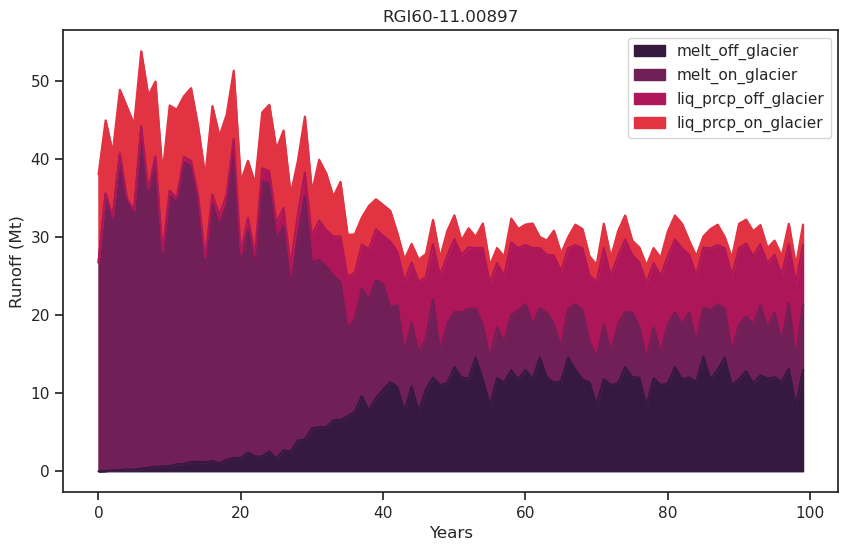 RGI60-11.00897
melt_off_glacier
melt_on_glacier
liq_prcp_off_glacier
liq_prcp_on_glacier
Runoff (Mt)
50
40
30
20
10
0
0 20 40 60 80 100
Years